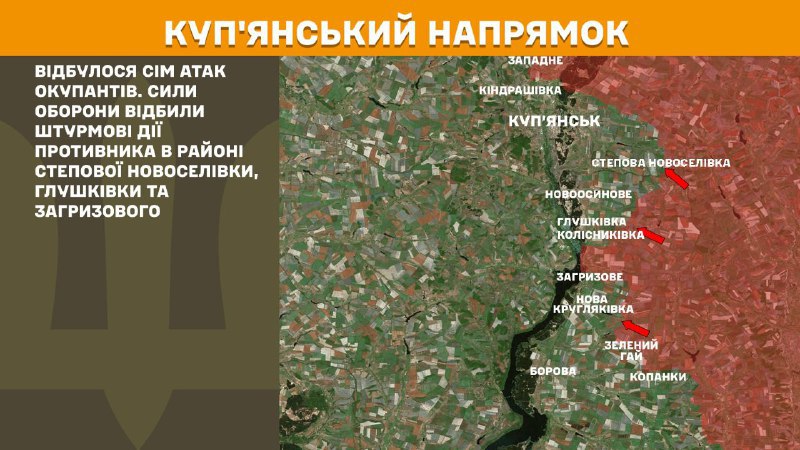 КУП'ЯНСЬКИЙ НАПРЯМОК
ВІДБУЛОСЯ СІМ АТАК
ОКУПАНТІВ. СИЛИ
ОБОРОНИ ВІДБИЛИ
ШТУРМОВІ ДІЇ
ПРОТИВНИКА В РАЙОНІ
СТЕПОВОЇ НОВОСЕЛІВКИ,
ГЛУШКІВКИ ТА
ЗАГРИЗОВОГО
ЗАПАДНЕ
КІНДРАШІВКА
КУП'ЯНСЬК
СТЕПОВА НОВОСЕЛІВКА
НОВООСИНОВЕ
ГЛУШКІВКА
КОЛІСНИКІВКА
ЗАГРИЗОВЕ
НОВА
КРУГЛЯКІВКА
ЗЕЛЕНИЙ
ГАЙ
БОРОВА
КОПАНКИ